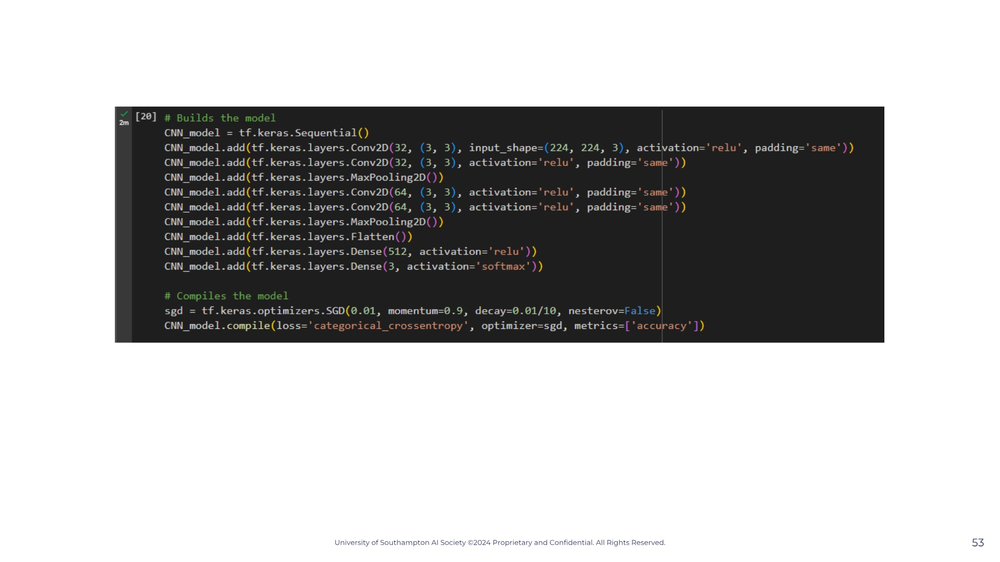 [20] # Builds the model
2m
CNN_model = tf.keras.Sequential()
CNN_model.add(tf.keras.layers.Conv2D(32, (3, 3), input_shape=(224, 224, 3), activation='relu', padding='same'))
CNN_model.add(tf.keras.layers.Conv2D(32, (3, 3), activation='relu', padding='same'))
CNN_model.add(tf.keras.layers.MaxPooling2D())
CNN_model.add(tf.keras.layers.Conv2D(64, (3, 3), activation='relu', padding='same'))
CNN_model.add(tf.keras.layers.Conv2D(64, (3, 3), activation='relu', padding='same'))
CNN_model.add(tf.keras.layers.MaxPooling2D())
CNN_model.add(tf.keras.layers.Flatten())
CNN_model.add(tf.keras.layers.Dense(512, activation='relu'))
CNN_model.add(tf.keras.layers.Dense(3, activation='softmax'))
# Compiles the model
sgd = tf.keras.optimizers.SGD(0.01, momentum=0.9, decay=0.01/10, nesterov=False)
CNN_model.compile(loss='categorical_crossentropy', optimizer=sgd, metrics=['accuracy'])
University of Southampton AI Society ©2024 Proprietary and Confidential. All Rights Reserved.
53